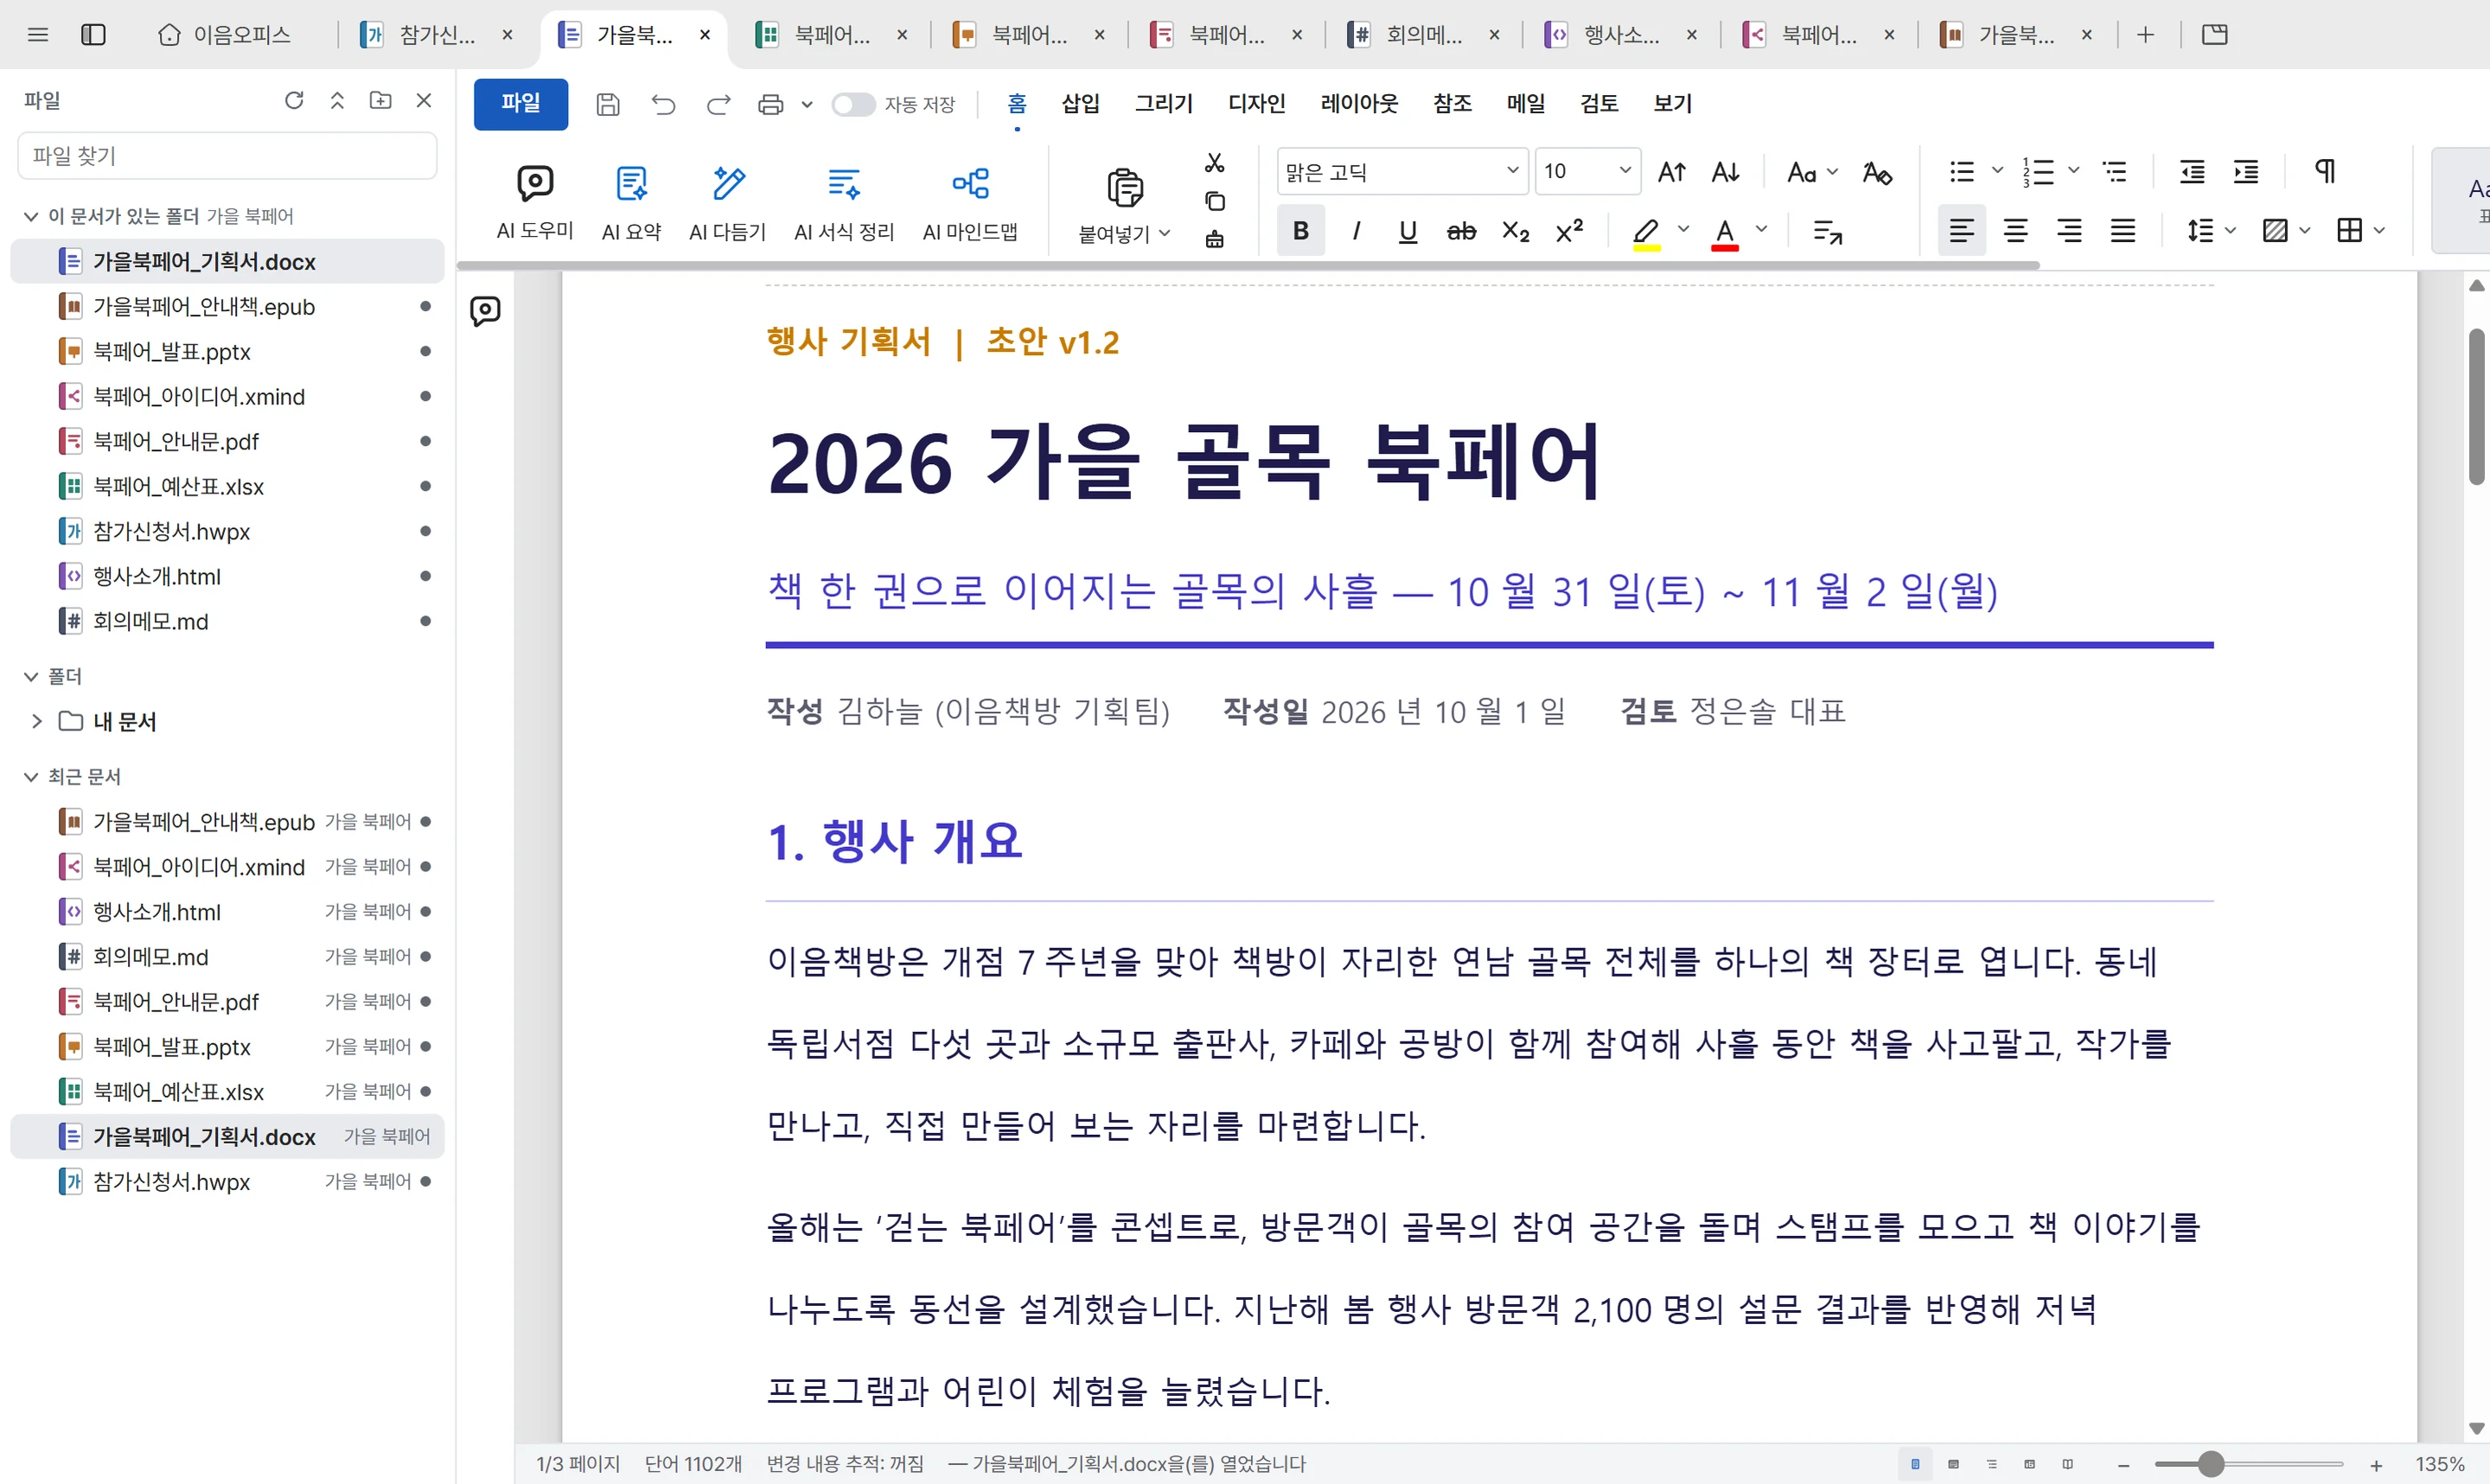 이음오피스
참가신...
가을북...
북페어...
북페어...
북페어...
회의메...
행사소...
북페어...
가을북...
파일
파일 찾기
이 문서가 있는 폴더 가을 북페어
가을북페어_기획서.docx
가을북페어_안내책.epub
북페어_발표.pptx
북페어_아이디어.xmind
북페어_안내문.pdf
북페어_예산표.xlsx
참가신청서.hwpx
행사소개.html
회의메모.md
폴더
내 문서
최근 문서
가을북페어_안내책.epub 가을 북페어
북페어_아이디어.xmind 가을 북페어
행사소개.html 가을 북페어
회의메모.md 가을 북페어
북페어_안내문.pdf 가을 북페어
북페어_발표.pptx 가을 북페어
북페어_예산표.xlsx 가을 북페어
가을북페어_기획서.docx 가을 북페어
참가신청서.hwpx 가을 북페어
파일 자동 저장 홈 삽입 그리기 디자인 레이아웃 참조 메일 검토 보기
AI 도우미 AI 요약 AI 다듬기 AI 서식 정리 AI 마인드맵 붙여넣기
맑은 고딕 10
행사 기획서 | 초안 v1.2
2026 가을 골목 북페어
책 한 권으로 이어지는 골목의 사흘 — 10 월 31 일(토) ~ 11 월 2 일(월)
작성 김하늘 (이음책방 기획팀) 작성일 2026 년 10 월 1 일 검토 정은솔 대표
1. 행사 개요
이음책방은 개점 7 주년을 맞아 책방이 자리한 연남 골목 전체를 하나의 책 장터로 엽니다. 동네
독립서점 다섯 곳과 소규모 출판사, 카페와 공방이 함께 참여해 사흘 동안 책을 사고팔고, 작가를
만나고, 직접 만들어 보는 자리를 마련합니다.
올해는 ‘걷는 북페어’를 콘셉트로, 방문객이 골목의 참여 공간을 돌며 스탬프를 모으고 책 이야기를
나누도록 동선을 설계했습니다. 지난해 봄 행사 방문객 2,100 명의 설문 결과를 반영해 저녁
프로그램과 어린이 체험을 늘렸습니다.
1/3 페이지 단어 1102개 변경 내용 추적: 꺼짐 — 가을북페어_기획서.docx을(를) 열었습니다
135%